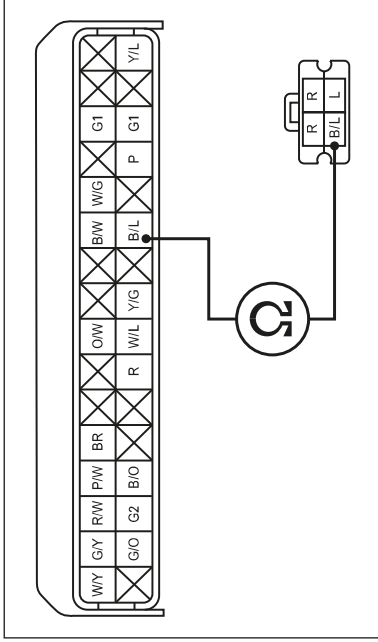 W/Y G/Y R/W P/W BR O/W B/W W/G G1
G/O G2 B/O R W/L Y/G B/L P G1 Y/L
Ω
R R
B/L L